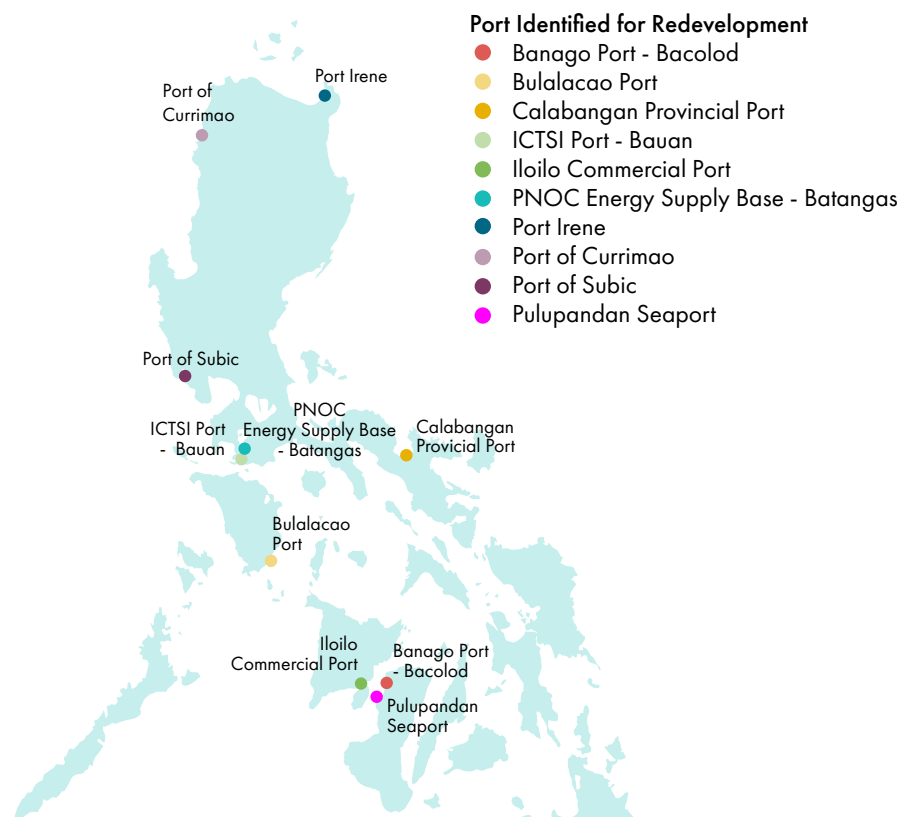 Port Identified for Redevelopment
Banago Port - Bacolod
Bulalacao Port
Calabangan Provincial Port
ICTSI Port - Bauan
Iloilo Commercial Port
PNOC Energy Supply Base - Batangas
Port Irene
Port of Currimao
Port of Subic
Pulupandan Seaport
Port Irene
Port of
Currimao
Port of Subic
ICTSI Port
- Bauan
PNOC
Energy Supply Base
- Batangas
Calabangan
Provicial Port
Bulalacao
Port
Iloilo
Commercial Port
Banago Port
- Bacolod
Pulupandan
Seaport